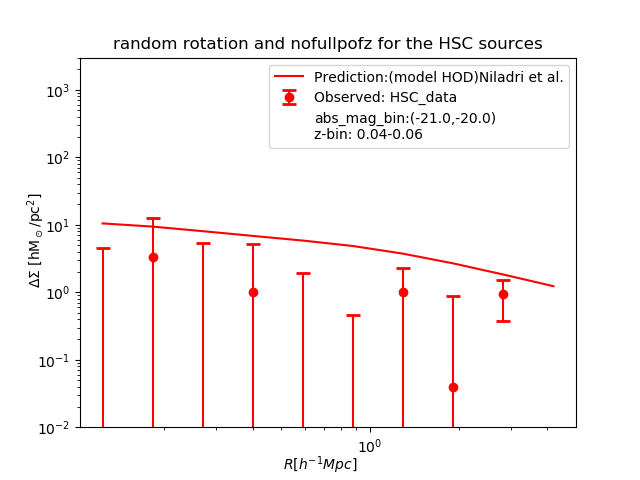 random rotation and nofullpofz for the HSC sources
Prediction:(model HOD)Niladri et al.
Observed: HSC_data
abs_mag_bin:(-21.0,-20.0)
z-bin: 0.04-0.06
ΔΣ [hM⊙/pc²]
10³
10²
10¹
10⁰
10⁻¹
10⁻²
10⁰
R[h⁻¹Mpc]